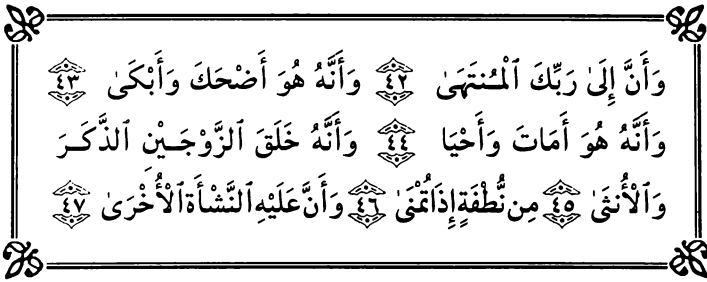 وَأَنَّ إِلَىٰ رَبِّكَ ٱلْمُنتَهَىٰ ٤٢ وَأَنَّهُۥ هُوَ أَضْحَكَ وَأَبْكَىٰ ٤٣
وَأَنَّهُۥ هُوَ أَمَاتَ وَأَحْيَا ٤٤ وَأَنَّهُۥ خَلَقَ ٱلزَّوْجَيْنِ ٱلذَّكَرَ
وَٱلْأُنثَىٰ ٤٥ مِن نُّطْفَةٍ إِذَا تُمْنَىٰ ٤٦ وَأَنَّ عَلَيْهِ ٱلنَّشْأَةَ ٱلْأُخْرَىٰ ٤٧